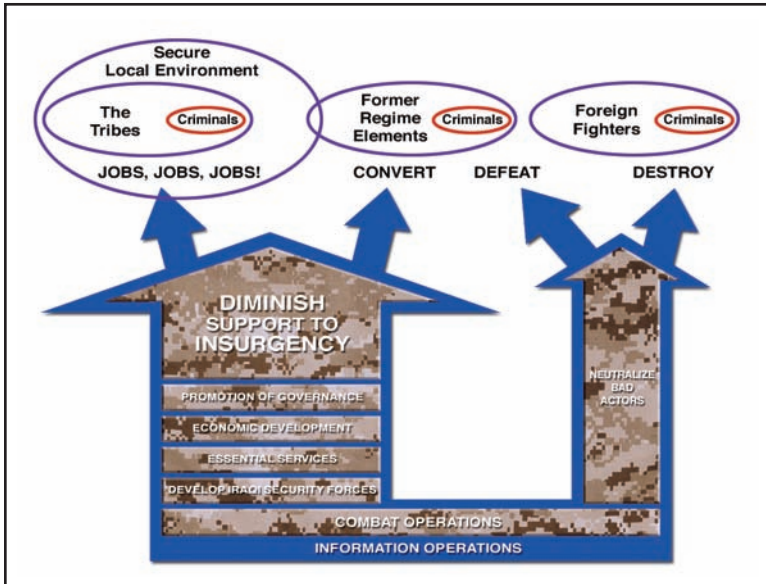 Secure
Local Environment
The
Tribes
Criminals
JOBS, JOBS, JOBS!
Former
Regime
Elements
Criminals
CONVERT
DEFEAT
Foreign
Fighters
Criminals
DESTROY
DIMINISH
SUPPORT TO
INSURGENCY
PROMOTION OF GOVERNANCE
ECONOMIC DEVELOPMENT
ESSENTIAL SERVICES
DEVELOP IRAQI SECURITY FORCES
NEUTRALIZE
BAD
ACTORS
COMBAT OPERATIONS
INFORMATION OPERATIONS